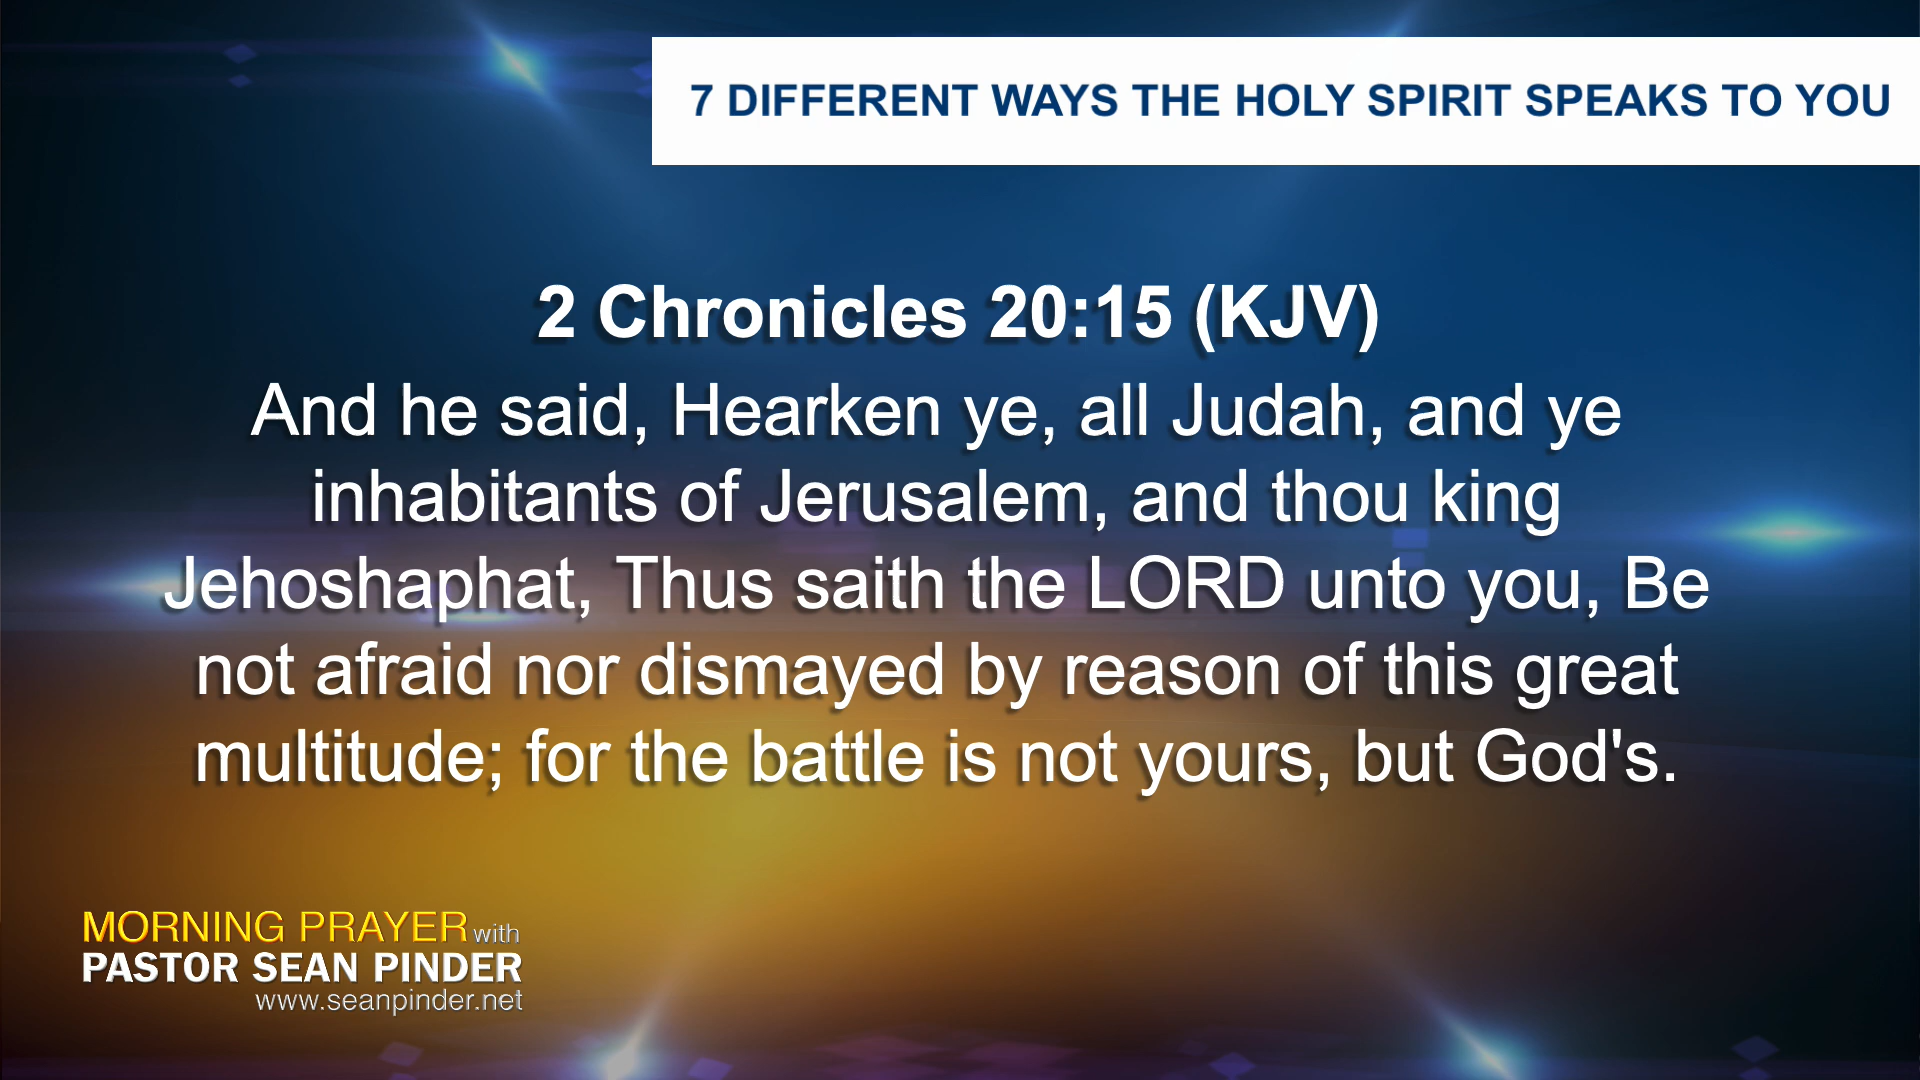 7 DIFFERENT WAYS THE HOLY SPIRIT SPEAKS TO YOU
2 Chronicles 20:15 (KJV)
And he said, Hearken ye, all Judah, and ye
inhabitants of Jerusalem, and thou king
Jehoshaphat, Thus saith the LORD unto you, Be
not afraid nor dismayed by reason of this great
multitude; for the battle is not yours, but God's.
MORNING PRAYER with
PASTOR SEAN PINDER
www.seanpinder.net